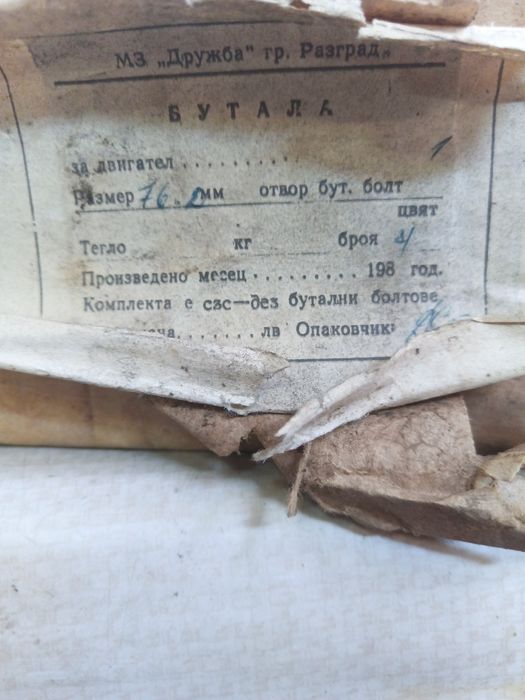 МЗ „Дружба" гр. Разград
БУТАЛА
за двигател . . . . . . . . . .
1
Размер 76.0 мм отвор бут. болт
цвят
Тегло кг броя 4
Произведено месец . . . . . . . . . 198 год.
Комплекта е със—без бутални болтове
. . . . . . . лв Опаковчик: